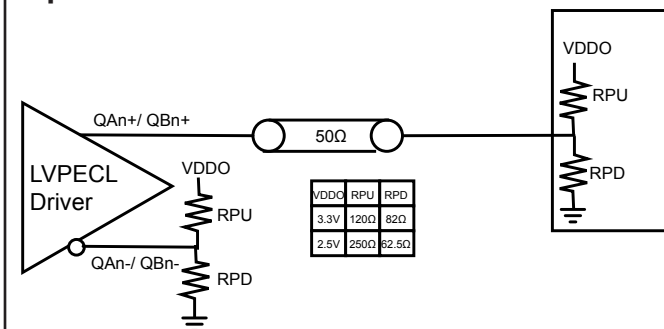 VDDO
RPU
QAn+/ QBn+
50Ω
LVPECL
Driver
VDDO
RPU
RPD
VDDO RPU RPD
3.3V 120Ω 82Ω
2.5V 250Ω 62.5Ω
QAn-/ QBn-
RPD